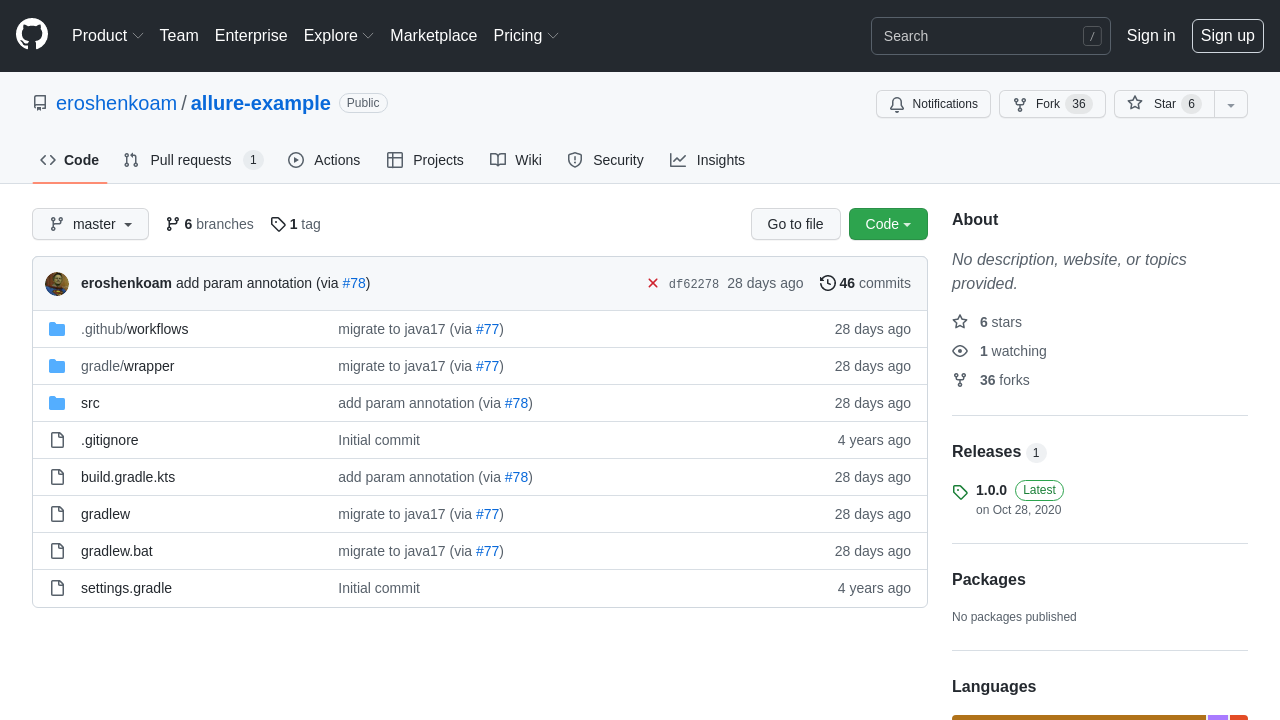 Product Team Enterprise Explore Marketplace Pricing Search / Sign in Sign up
eroshenkoam / allure-example Public Notifications Fork 36 Star 6
Code Pull requests 1 Actions Projects Wiki Security Insights
master 6 branches 1 tag Go to file Code
eroshenkoam add param annotation (via #78) df62278 28 days ago 46 commits
.github/workflows migrate to java17 (via #77) 28 days ago
gradle/wrapper migrate to java17 (via #77) 28 days ago
src add param annotation (via #78) 28 days ago
.gitignore Initial commit 4 years ago
build.gradle.kts add param annotation (via #78) 28 days ago
gradlew migrate to java17 (via #77) 28 days ago
gradlew.bat migrate to java17 (via #77) 28 days ago
settings.gradle Initial commit 4 years ago
About
No description, website, or topics
provided.
6 stars
1 watching
36 forks
Releases 1
1.0.0 Latest
on Oct 28, 2020
Packages
No packages published
Languages